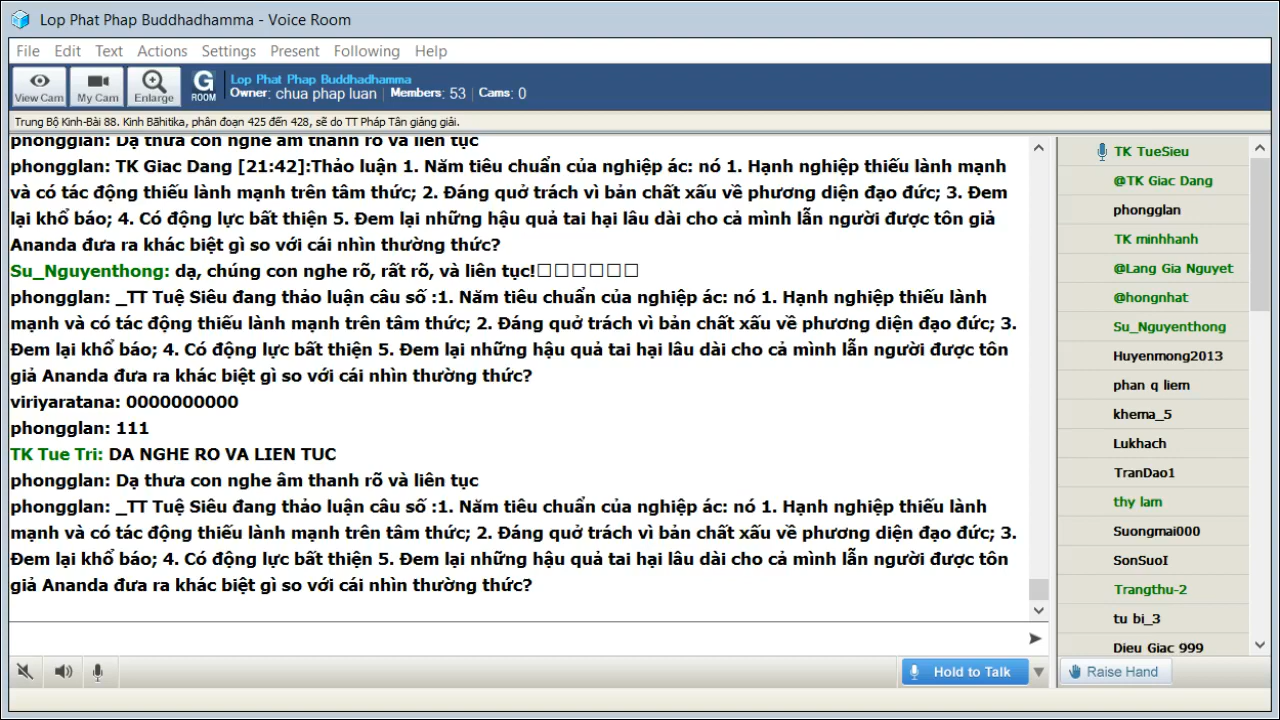 Lop Phat Phap Buddhadhamma - Voice Room
File Edit Text Actions Settings Present Following Help
View Cam My Cam Enlarge G ROOM
Lop Phat Phap Buddhadhamma
Owner: chua phap luan | Members: 53 | Cams: 0
Trung Bộ Kinh-Bài 88. Kinh Bāhitika, phân đoạn 425 đến 428, sẽ do TT Pháp Tân giảng giải.
phongglan: Dạ thưa con nghe âm thanh rõ và liên tục
phongglan: TK Giac Dang [21:42]:Thảo luận 1. Năm tiêu chuẩn của nghiệp ác: nó 1. Hạnh nghiệp thiếu lành mạnh
và có tác động thiếu lành mạnh trên tâm thức; 2. Đáng quở trách vì bản chất xấu về phương diện đạo đức; 3. Đem
lại khổ báo; 4. Có động lực bất thiện 5. Đem lại những hậu quả tai hại lâu dài cho cả mình lẫn người được tôn giả
Ananda đưa ra khác biệt gì so với cái nhìn thường thức?
Su_Nguyenthong: dạ, chúng con nghe rõ, rất rõ, và liên tục!□□□□□□
phongglan: _TT Tuệ Siêu đang thảo luận câu số :1. Năm tiêu chuẩn của nghiệp ác: nó 1. Hạnh nghiệp thiếu lành
mạnh và có tác động thiếu lành mạnh trên tâm thức; 2. Đáng quở trách vì bản chất xấu về phương diện đạo đức; 3.
Đem lại khổ báo; 4. Có động lực bất thiện 5. Đem lại những hậu quả tai hại lâu dài cho cả mình lẫn người được tôn
giả Ananda đưa ra khác biệt gì so với cái nhìn thường thức?
viriyaratana: 0000000000
phongglan: 111
TK Tue Tri: DA NGHE RO VA LIEN TUC
phongglan: Dạ thưa con nghe âm thanh rõ và liên tục
phongglan: _TT Tuệ Siêu đang thảo luận câu số :1. Năm tiêu chuẩn của nghiệp ác: nó 1. Hạnh nghiệp thiếu lành
mạnh và có tác động thiếu lành mạnh trên tâm thức; 2. Đáng quở trách vì bản chất xấu về phương diện đạo đức; 3.
Đem lại khổ báo; 4. Có động lực bất thiện 5. Đem lại những hậu quả tai hại lâu dài cho cả mình lẫn người được tôn
giả Ananda đưa ra khác biệt gì so với cái nhìn thường thức?
TK TueSieu
@TK Giac Dang
phongglan
TK minhhanh
@Lang Gia Nguyet
@hongnhat
Su_Nguyenthong
Huyenmong2013
phan q liem
khema_5
Lukhach
TranDao1
thy lam
Suongmai000
SonSuoI
Trangthu-2
tu bi_3
Dieu Giac 999
Hold to Talk
Raise Hand